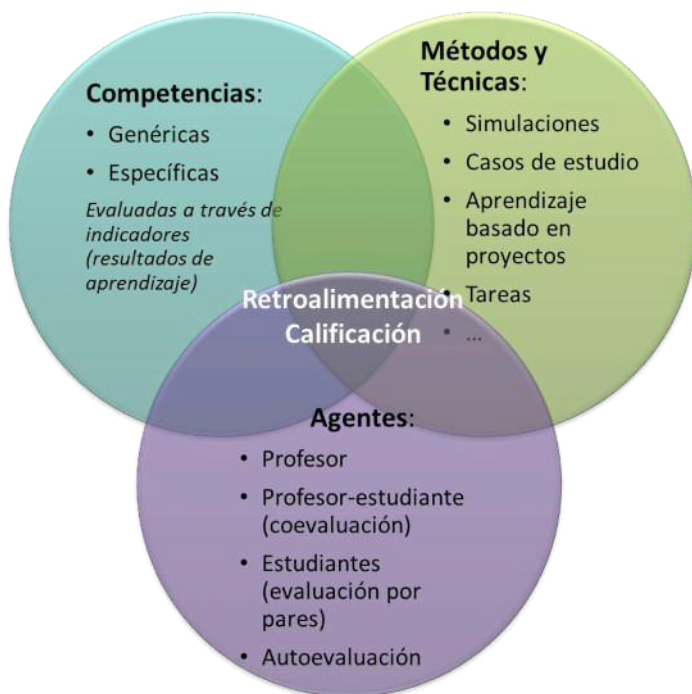 Competencias:
• Genéricas
• Específicas
Evaluadas a través de
indicadores
(resultados de
aprendizaje)
Métodos y
Técnicas:
• Simulaciones
• Casos de estudio
• Aprendizaje
basado en
proyectos
• Tareas
• ...
Retroalimentación
Calificación
Agentes:
• Profesor
• Profesor-estudiante
(coevaluación)
• Estudiantes
(evaluación por
pares)
• Autoevaluación